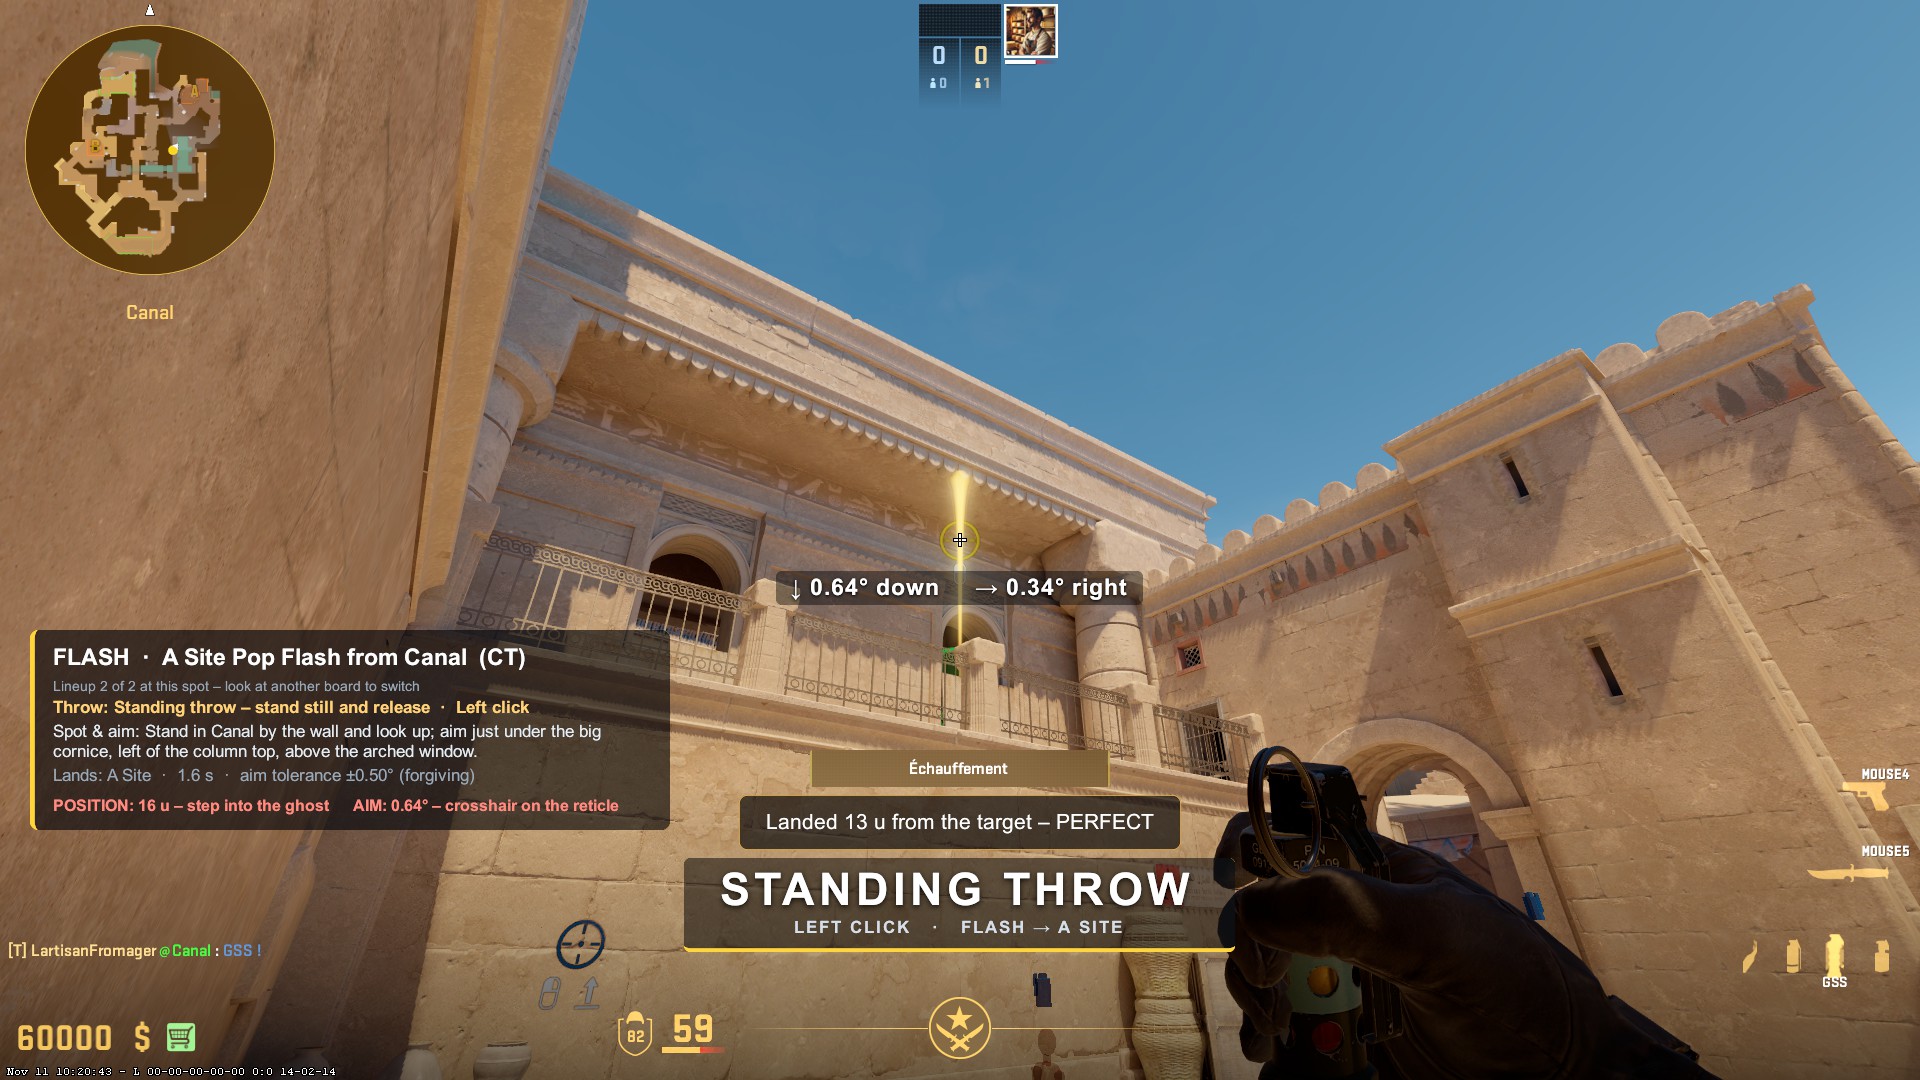 0 0
0 1
A
B
Canal
↓ 0.64° down → 0.34° right
FLASH · A Site Pop Flash from Canal (CT)
Lineup 2 of 2 at this spot – look at another board to switch
Throw: Standing throw – stand still and release · Left click
Spot & aim: Stand in Canal by the wall and look up; aim just under the big
cornice, left of the column top, above the arched window.
Lands: A Site · 1.6 s · aim tolerance ±0.50° (forgiving)
POSITION: 16 u – step into the ghost AIM: 0.64° – crosshair on the reticle
Échauffement
Landed 13 u from the target – PERFECT
STANDING THROW
LEFT CLICK · FLASH → A SITE
MOUSE4
MOUSE5
GSS
[T] LartisanFromager@Canal : GSS !
60000 $
82 59
Nov 11 10:20:43 - L 00-00-00-00-00 0:0 14-02-14